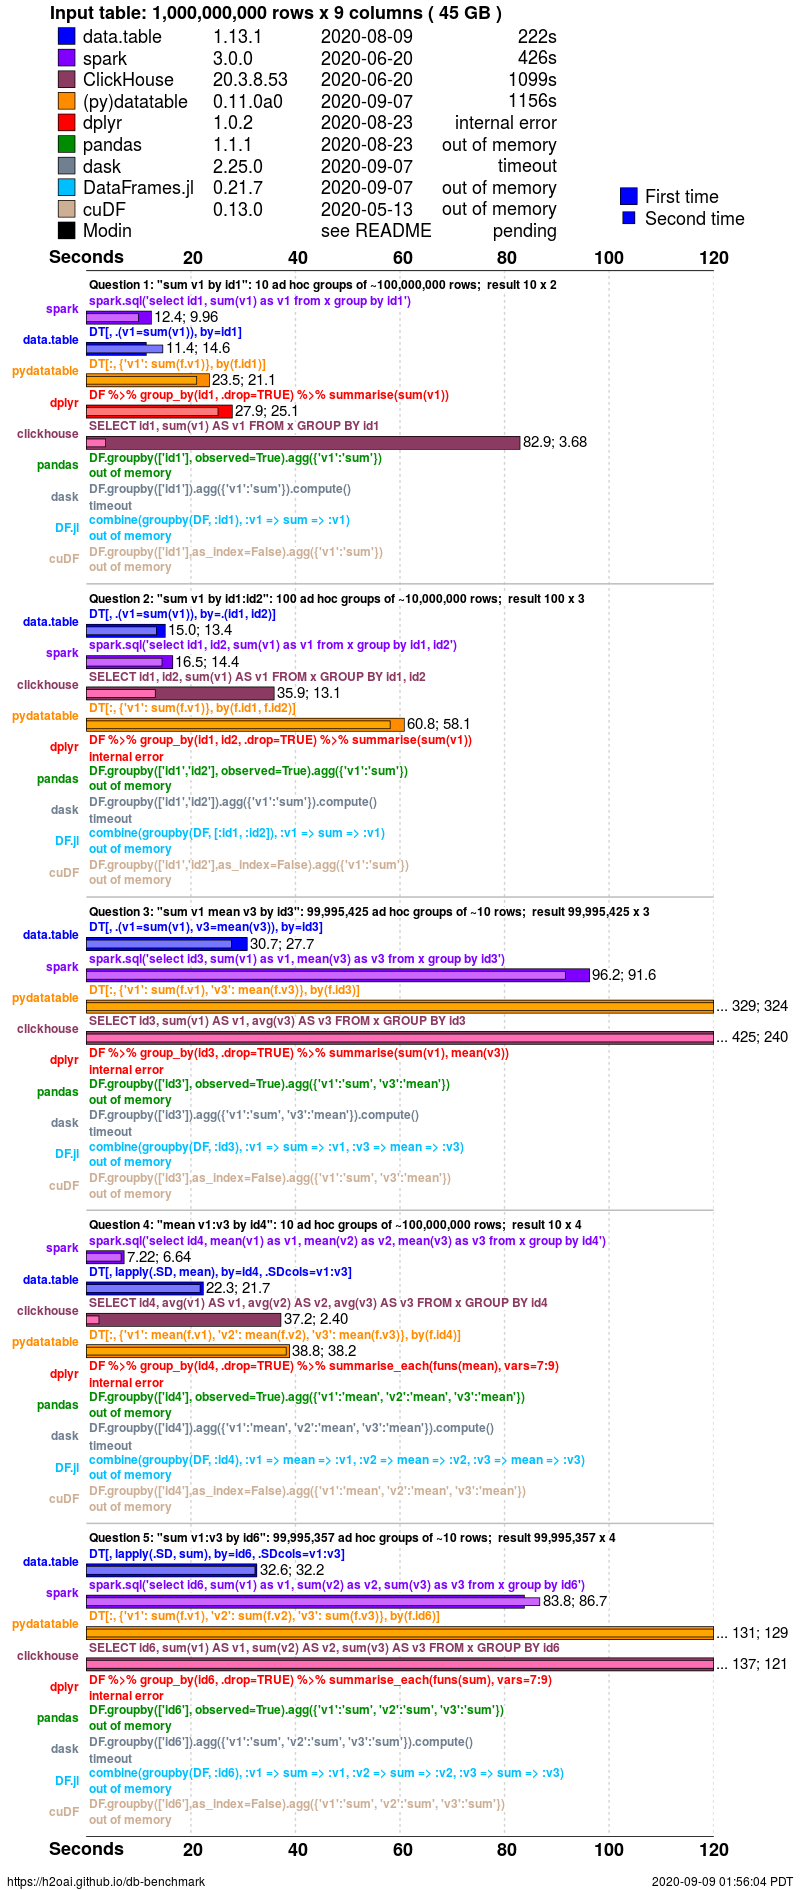 Input table: 1,000,000,000 rows x 9 columns ( 45 GB )
data.table 1.13.1 2020-08-09 222s
spark 3.0.0 2020-06-20 426s
ClickHouse 20.3.8.53 2020-06-20 1099s
(py)datatable 0.11.0a0 2020-09-07 1156s
dplyr 1.0.2 2020-08-23 internal error
pandas 1.1.1 2020-08-23 out of memory
dask 2.25.0 2020-09-07 timeout
DataFrames.jl 0.21.7 2020-09-07 out of memory
cuDF 0.13.0 2020-05-13 out of memory
Modin see README pending
First time
Second time
Seconds 20 40 60 80 100 120
Question 1: "sum v1 by id1": 10 ad hoc groups of ~100,000,000 rows;  result 10 x 2
spark.sql('select id1, sum(v1) as v1 from x group by id1')
spark 12.4; 9.96
DT[, .(v1=sum(v1)), by=id1]
data.table 11.4; 14.6
DT[:, {'v1': sum(f.v1)}, by(f.id1)]
pydatatable 23.5; 21.1
DF %>% group_by(id1, .drop=TRUE) %>% summarise(sum(v1))
dplyr 27.9; 25.1
SELECT id1, sum(v1) AS v1 FROM x GROUP BY id1
clickhouse 82.9; 3.68
DF.groupby(['id1'], observed=True).agg({'v1':'sum'})
pandas out of memory
DF.groupby(['id1']).agg({'v1':'sum'}).compute()
dask timeout
combine(groupby(DF, :id1), :v1 => sum => :v1)
DF.jl out of memory
DF.groupby(['id1'],as_index=False).agg({'v1':'sum'})
cuDF out of memory
Question 2: "sum v1 by id1:id2": 100 ad hoc groups of ~10,000,000 rows;  result 100 x 3
DT[, .(v1=sum(v1)), by=.(id1, id2)]
data.table 15.0; 13.4
spark.sql('select id1, id2, sum(v1) as v1 from x group by id1, id2')
spark 16.5; 14.4
SELECT id1, id2, sum(v1) AS v1 FROM x GROUP BY id1, id2
clickhouse 35.9; 13.1
DT[:, {'v1': sum(f.v1)}, by(f.id1, f.id2)]
pydatatable 60.8; 58.1
DF %>% group_by(id1, id2, .drop=TRUE) %>% summarise(sum(v1))
dplyr internal error
DF.groupby(['id1','id2'], observed=True).agg({'v1':'sum'})
pandas out of memory
DF.groupby(['id1','id2']).agg({'v1':'sum'}).compute()
dask timeout
combine(groupby(DF, [:id1, :id2]), :v1 => sum => :v1)
DF.jl out of memory
DF.groupby(['id1','id2'],as_index=False).agg({'v1':'sum'})
cuDF out of memory
Question 3: "sum v1 mean v3 by id3": 99,995,425 ad hoc groups of ~10 rows;  result 99,995,425 x 3
DT[, .(v1=sum(v1), v3=mean(v3)), by=id3]
data.table 30.7; 27.7
spark.sql('select id3, sum(v1) as v1, mean(v3) as v3 from x group by id3')
spark 96.2; 91.6
DT[:, {'v1': sum(f.v1), 'v3': mean(f.v3)}, by(f.id3)]
pydatatable ... 329; 324
SELECT id3, sum(v1) AS v1, avg(v3) AS v3 FROM x GROUP BY id3
clickhouse ... 425; 240
DF %>% group_by(id3, .drop=TRUE) %>% summarise(sum(v1), mean(v3))
dplyr internal error
DF.groupby(['id3'], observed=True).agg({'v1':'sum', 'v3':'mean'})
pandas out of memory
DF.groupby(['id3']).agg({'v1':'sum', 'v3':'mean'}).compute()
dask timeout
combine(groupby(DF, :id3), :v1 => sum => :v1, :v3 => mean => :v3)
DF.jl out of memory
DF.groupby(['id3'],as_index=False).agg({'v1':'sum', 'v3':'mean'})
cuDF out of memory
Question 4: "mean v1:v3 by id4": 10 ad hoc groups of ~100,000,000 rows;  result 10 x 4
spark.sql('select id4, mean(v1) as v1, mean(v2) as v2, mean(v3) as v3 from x group by id4')
spark 7.22; 6.64
DT[, lapply(.SD, mean), by=id4, .SDcols=v1:v3]
data.table 22.3; 21.7
SELECT id4, avg(v1) AS v1, avg(v2) AS v2, avg(v3) AS v3 FROM x GROUP BY id4
clickhouse 37.2; 2.40
DT[:, {'v1': mean(f.v1), 'v2': mean(f.v2), 'v3': mean(f.v3)}, by(f.id4)]
pydatatable 38.8; 38.2
DF %>% group_by(id4, .drop=TRUE) %>% summarise_each(funs(mean), vars=7:9)
dplyr internal error
DF.groupby(['id4'], observed=True).agg({'v1':'mean', 'v2':'mean', 'v3':'mean'})
pandas out of memory
DF.groupby(['id4']).agg({'v1':'mean', 'v2':'mean', 'v3':'mean'}).compute()
dask timeout
combine(groupby(DF, :id4), :v1 => mean => :v1, :v2 => mean => :v2, :v3 => mean => :v3)
DF.jl out of memory
DF.groupby(['id4'],as_index=False).agg({'v1':'mean', 'v2':'mean', 'v3':'mean'})
cuDF out of memory
Question 5: "sum v1:v3 by id6": 99,995,357 ad hoc groups of ~10 rows;  result 99,995,357 x 4
DT[, lapply(.SD, sum), by=id6, .SDcols=v1:v3]
data.table 32.6; 32.2
spark.sql('select id6, sum(v1) as v1, sum(v2) as v2, sum(v3) as v3 from x group by id6')
spark 83.8; 86.7
DT[:, {'v1': sum(f.v1), 'v2': sum(f.v2), 'v3': sum(f.v3)}, by(f.id6)]
pydatatable ... 131; 129
SELECT id6, sum(v1) AS v1, sum(v2) AS v2, sum(v3) AS v3 FROM x GROUP BY id6
clickhouse ... 137; 121
DF %>% group_by(id6, .drop=TRUE) %>% summarise_each(funs(sum), vars=7:9)
dplyr internal error
DF.groupby(['id6'], observed=True).agg({'v1':'sum', 'v2':'sum', 'v3':'sum'})
pandas out of memory
DF.groupby(['id6']).agg({'v1':'sum', 'v2':'sum', 'v3':'sum'}).compute()
dask timeout
combine(groupby(DF, :id6), :v1 => sum => :v1, :v2 => sum => :v2, :v3 => sum => :v3)
DF.jl out of memory
DF.groupby(['id6'],as_index=False).agg({'v1':'sum', 'v2':'sum', 'v3':'sum'})
cuDF out of memory
Seconds 20 40 60 80 100 120
https://h2oai.github.io/db-benchmark 2020-09-09 01:56:04 PDT